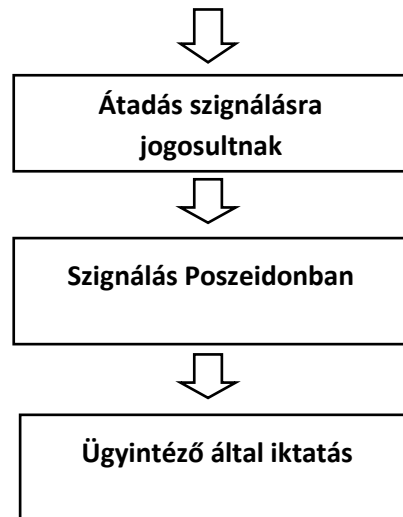 Átadás szignálásra
jogosultnak
Szignálás Poszeidonban
Ügyintéző által iktatás